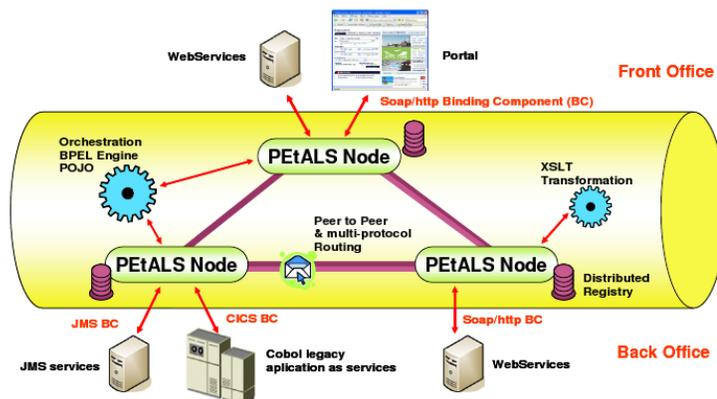 WebServices
Portal
Front Office
Soap/http Binding Component (BC)
Orchestration
BPEL Engine
POJO
PEtALS Node
XSLT
Transformation
Peer to Peer
& multi-protocol
Routing
PEtALS Node
PEtALS Node
Distributed
Registry
JMS BC
CICS BC
Soap/http BC
JMS services
Cobol legacy
aplication as services
WebServices
Back Office